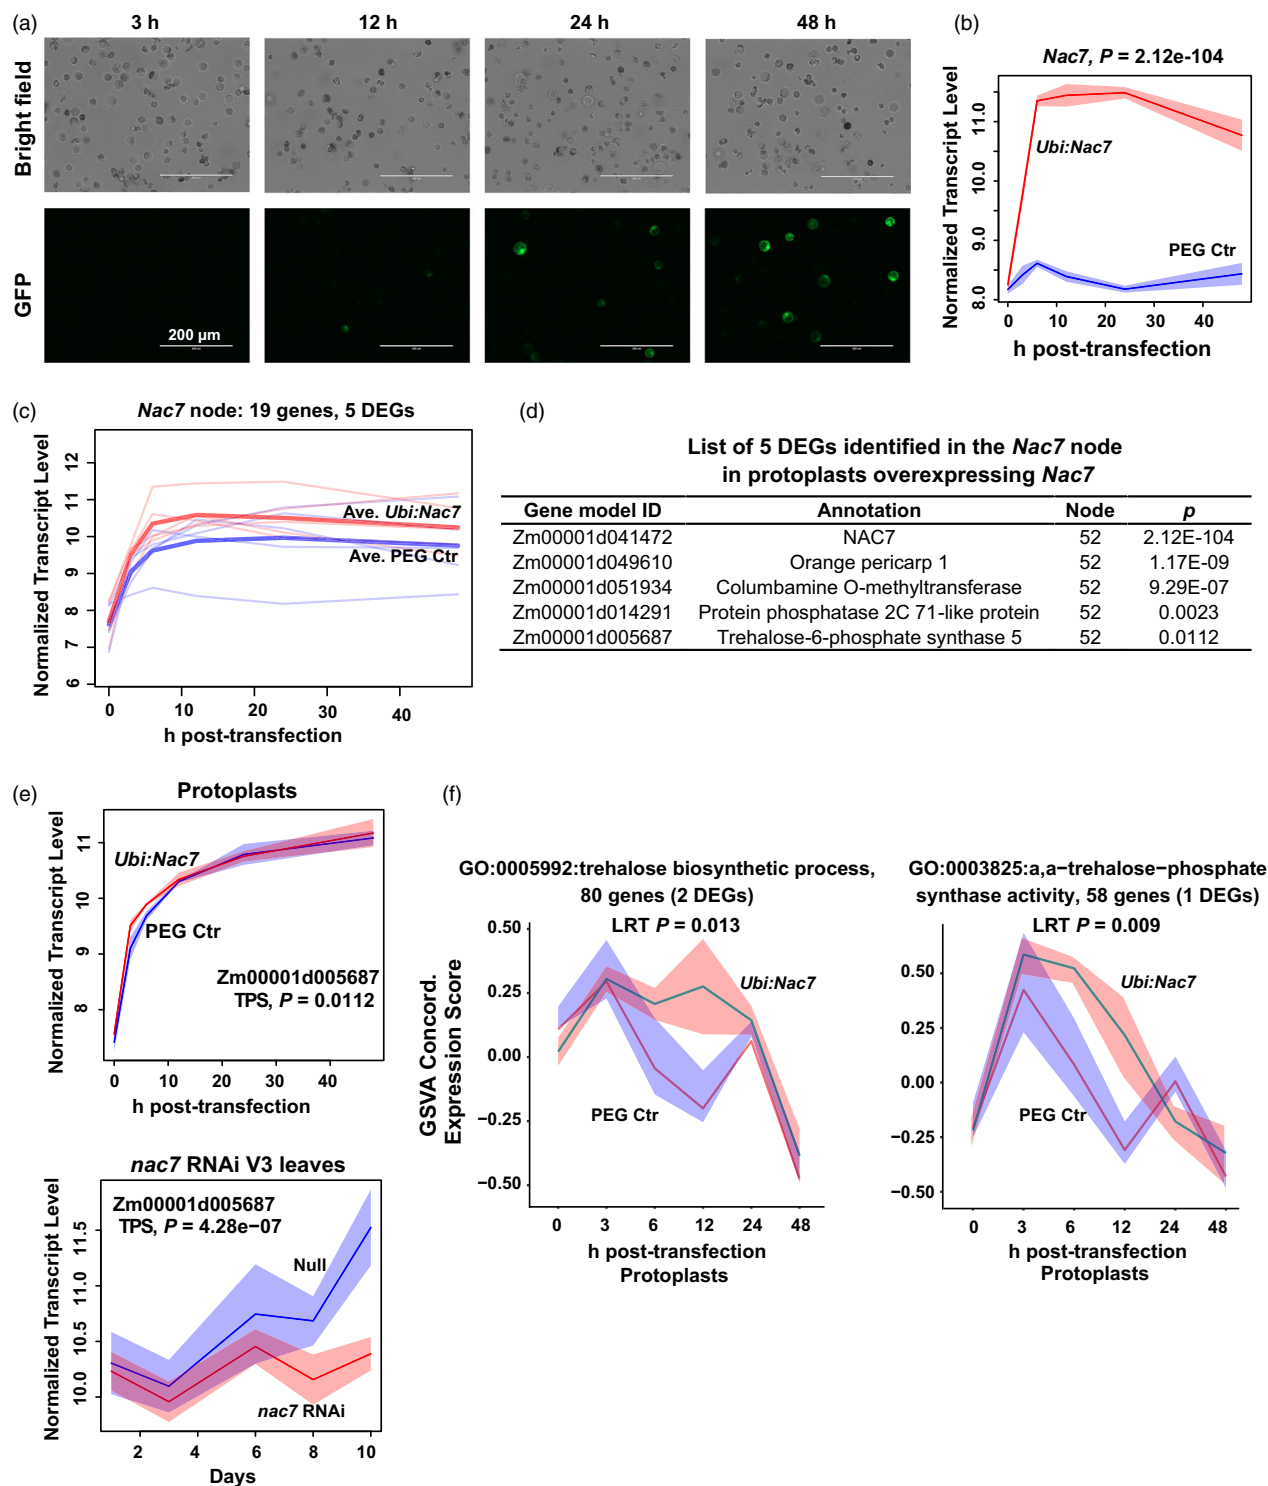 (a)
3 h
12 h
24 h
48 h
Bright field
GFP
200 µm
(b)
Nac7, P = 2.12e-104
Normalized Transcript Level
11.0
10.0
9.0
8.0
Ubi:Nac7
PEG Ctr
0 10 20 30 40
h post-transfection
(c)
Nac7 node: 19 genes, 5 DEGs
Normalized Transcript Level
12
11
10
9
8
7
6
Ave. Ubi:Nac7
Ave. PEG Ctr
0 10 20 30 40
h post-transfection
(d)
List of 5 DEGs identified in the Nac7 node
in protoplasts overexpressing Nac7
Gene model ID Annotation Node p
Zm00001d041472 NAC7 52 2.12E-104
Zm00001d049610 Orange pericarp 1 52 1.17E-09
Zm00001d051934 Columbamine O-methyltransferase 52 9.29E-07
Zm00001d014291 Protein phosphatase 2C 71-like protein 52 0.0023
Zm00001d005687 Trehalose-6-phosphate synthase 5 52 0.0112
(e)
Protoplasts
Normalized Transcript Level
11
10
9
8
Ubi:Nac7
PEG Ctr
Zm00001d005687
TPS, P = 0.0112
0 10 20 30 40
h post-transfection
nac7 RNAi V3 leaves
Normalized Transcript Level
11.5
11.0
10.5
10.0
Zm00001d005687
TPS, P = 4.28e−07
Null
nac7 RNAi
2 4 6 8 10
Days
(f)
GO:0005992:trehalose biosynthetic process,
80 genes (2 DEGs)
LRT P = 0.013
GSVA Concord.
Expression Score
0.50
0.25
0.00
−0.25
−0.50
Ubi:Nac7
PEG Ctr
0 3 6 12 24 48
h post-transfection
Protoplasts
GO:0003825:a,a−trehalose−phosphate
synthase activity, 58 genes (1 DEGs)
LRT P = 0.009
0.50
0.25
0.00
−0.25
−0.50
Ubi:Nac7
PEG Ctr
0 3 6 12 24 48
h post-transfection
Protoplasts